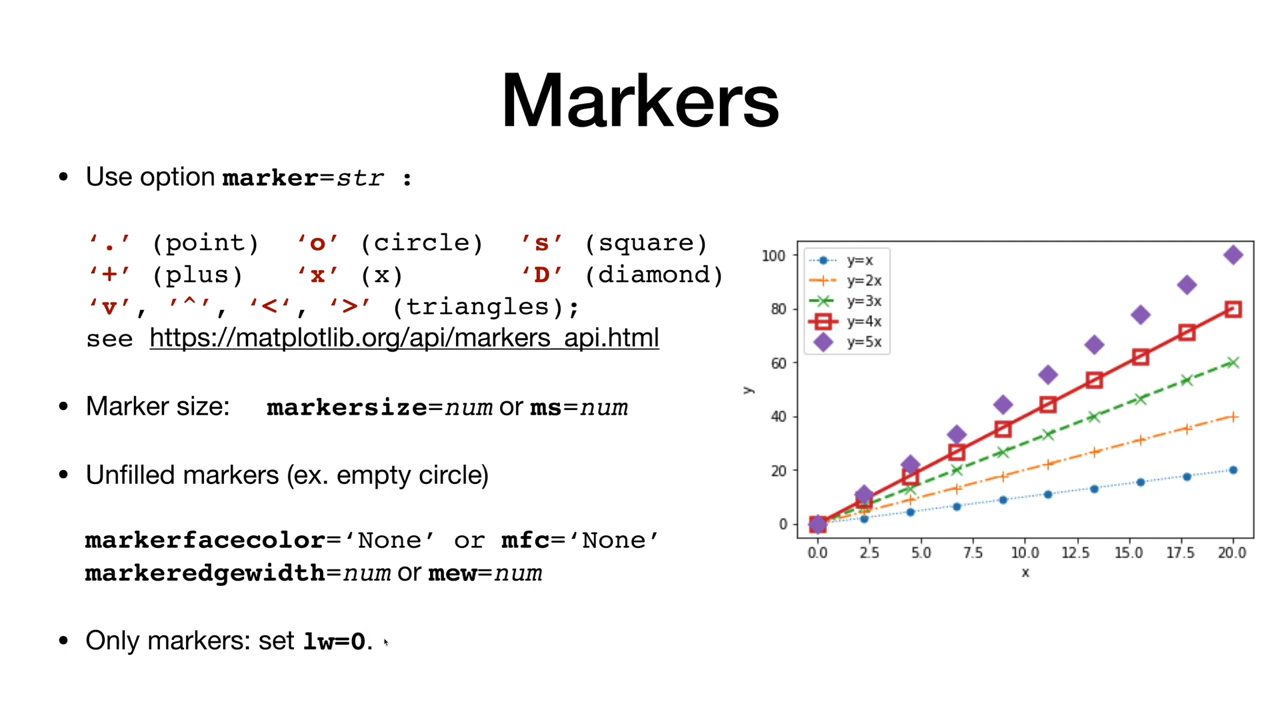 Markers
• Use option marker=str :
‘.’ (point) ‘o’ (circle) ’s’ (square)
‘+’ (plus) ‘x’ (x) ‘D’ (diamond)
‘v’, ’^’, ‘<‘, ‘>’ (triangles);
see https://matplotlib.org/api/markers_api.html
• Marker size: markersize=num or ms=num
• Unfilled markers (ex. empty circle)
markerfacecolor=‘None’ or mfc=‘None’
markeredgewidth=num or mew=num
• Only markers: set lw=0.
y=x
y=2x
y=3x
y=4x
y=5x
100
80
60
40
20
0
y
0.0 2.5 5.0 7.5 10.0 12.5 15.0 17.5 20.0
x